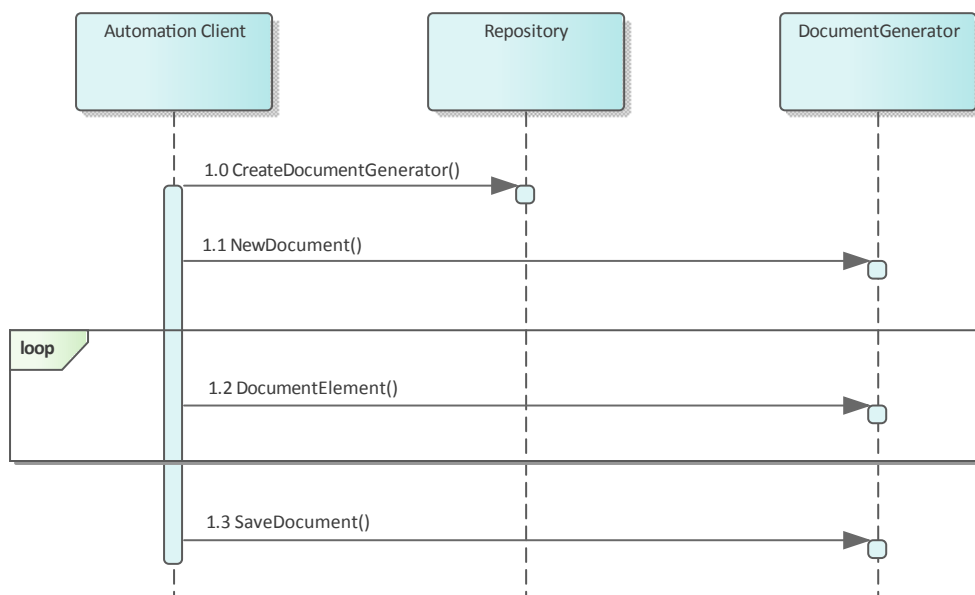 Automation Client
Repository
DocumentGenerator
1.0 CreateDocumentGenerator()
1.1 NewDocument()
loop
1.2 DocumentElement()
1.3 SaveDocument()